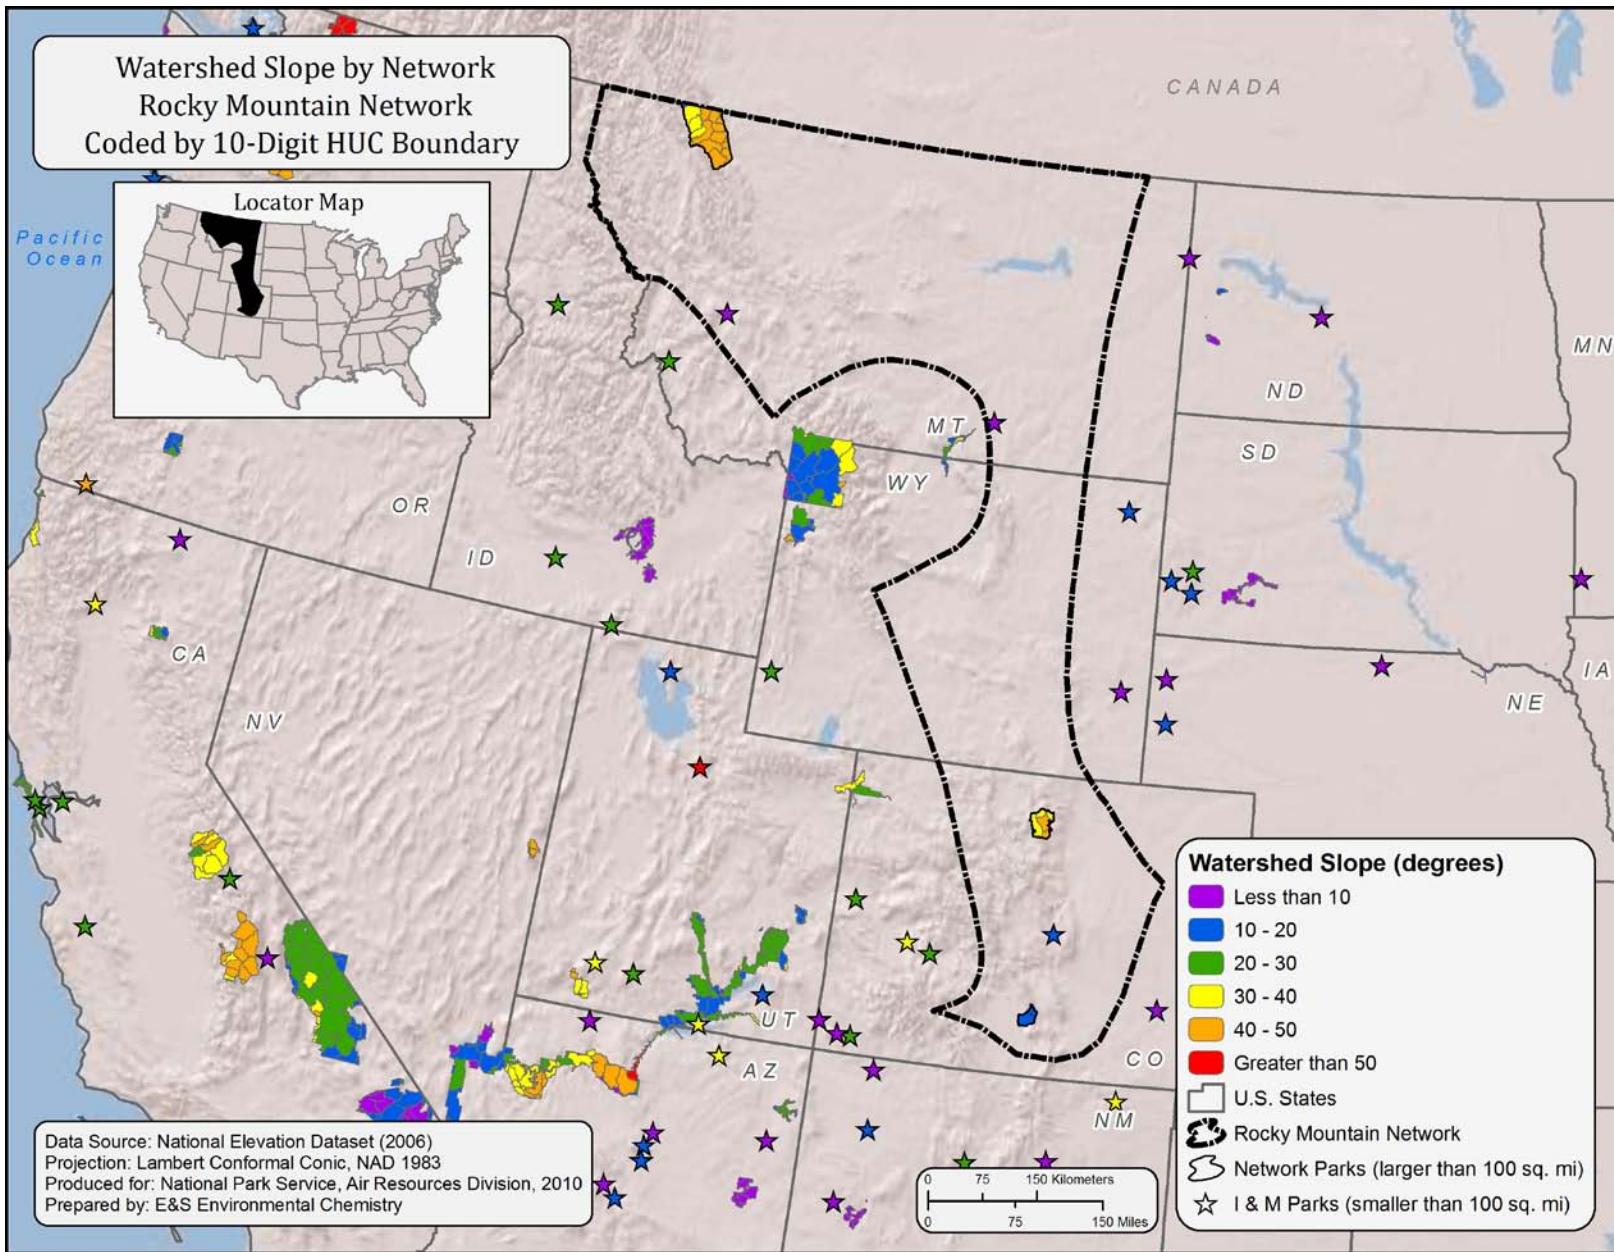 Watershed Slope by Network
Rocky Mountain Network
Coded by 10-Digit HUC Boundary
CANADA
Locator Map
Pacific
Ocean
MN
ND
MT
SD
WY
OR
ID
CA
IA
NE
NV
UT
AZ
CO
NM
Watershed Slope (degrees)
Less than 10
10 - 20
20 - 30
30 - 40
40 - 50
Greater than 50
U.S. States
Rocky Mountain Network
Network Parks (larger than 100 sq. mi)
I & M Parks (smaller than 100 sq. mi)
Data Source: National Elevation Dataset (2006)
Projection: Lambert Conformal Conic, NAD 1983
Produced for: National Park Service, Air Resources Division, 2010
Prepared by: E&S Environmental Chemistry
0 75 150 Kilometers
0 75 150 Miles